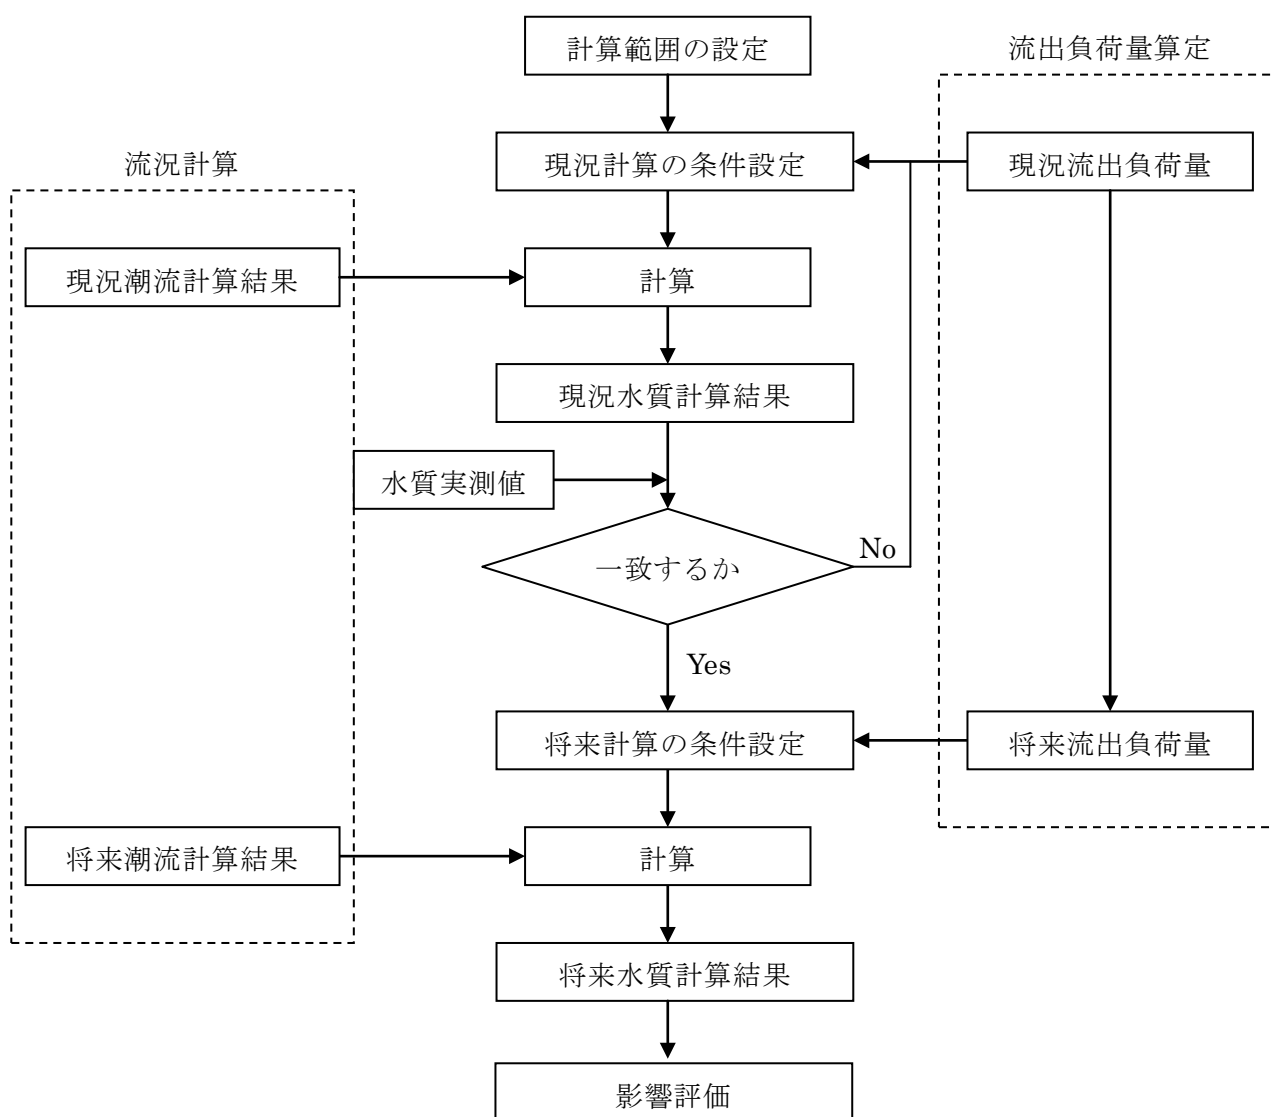 計算範囲の設定
流出負荷量算定
現況計算の条件設定
現況流出負荷量
流況計算
現況潮流計算結果
計算
現況水質計算結果
水質実測値
一致するか
No
Yes
将来計算の条件設定
将来流出負荷量
将来潮流計算結果
計算
将来水質計算結果
影響評価